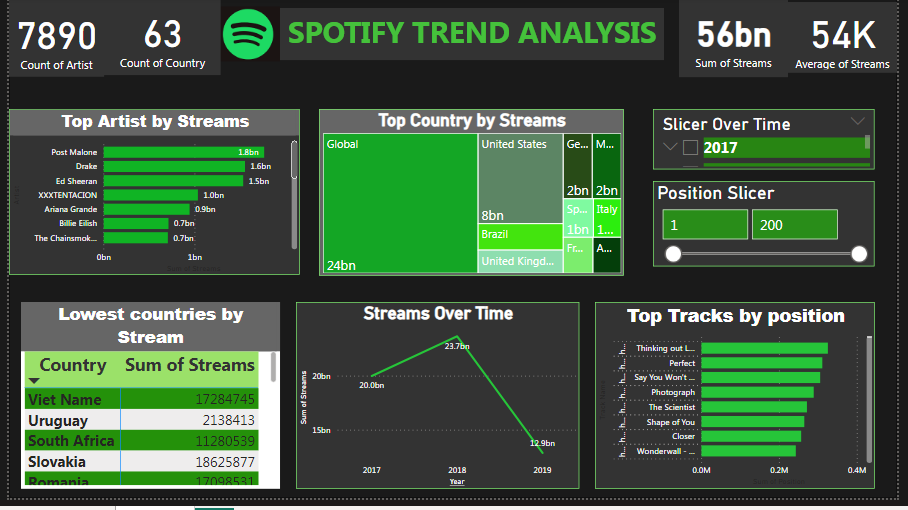 7890
Count of Artist
63
Count of Country
SPOTIFY TREND ANALYSIS
56bn
Sum of Streams
54K
Average of Streams
Top Artist by Streams
Post Malone 1.8bn
Drake 1.6bn
Ed Sheeran 1.5bn
XXXTENTACION 1.0bn
Ariana Grande 0.9bn
Billie Eilish 0.7bn
The Chainsmok... 0.7bn
0bn 1bn
Top Country by Streams
Global
24bn
United States
8bn
Brazil
United Kingd...
Ge...
2bn
M...
2bn
Sp...
1bn
Italy
1...
Fr...
A...
Slicer Over Time
2017
Position Slicer
1 200
Lowest countries by
Stream
Country Sum of Streams
Viet Name 17284745
Uruguay 2138413
South Africa 11280539
Slovakia 18625877
Romania 17098531
Streams Over Time
Sum of Streams
20bn
15bn
20.0bn
23.7bn
12.9bn
2017 2018 2019
Year
Top Tracks by position
h... Thinking out l...
h... Perfect
h... Say You Won't ...
h... Photograph
h... The Scientist
h... Shape of You
h... Closer
h... Wonderwall - ...
0.0M 0.2M 0.4M